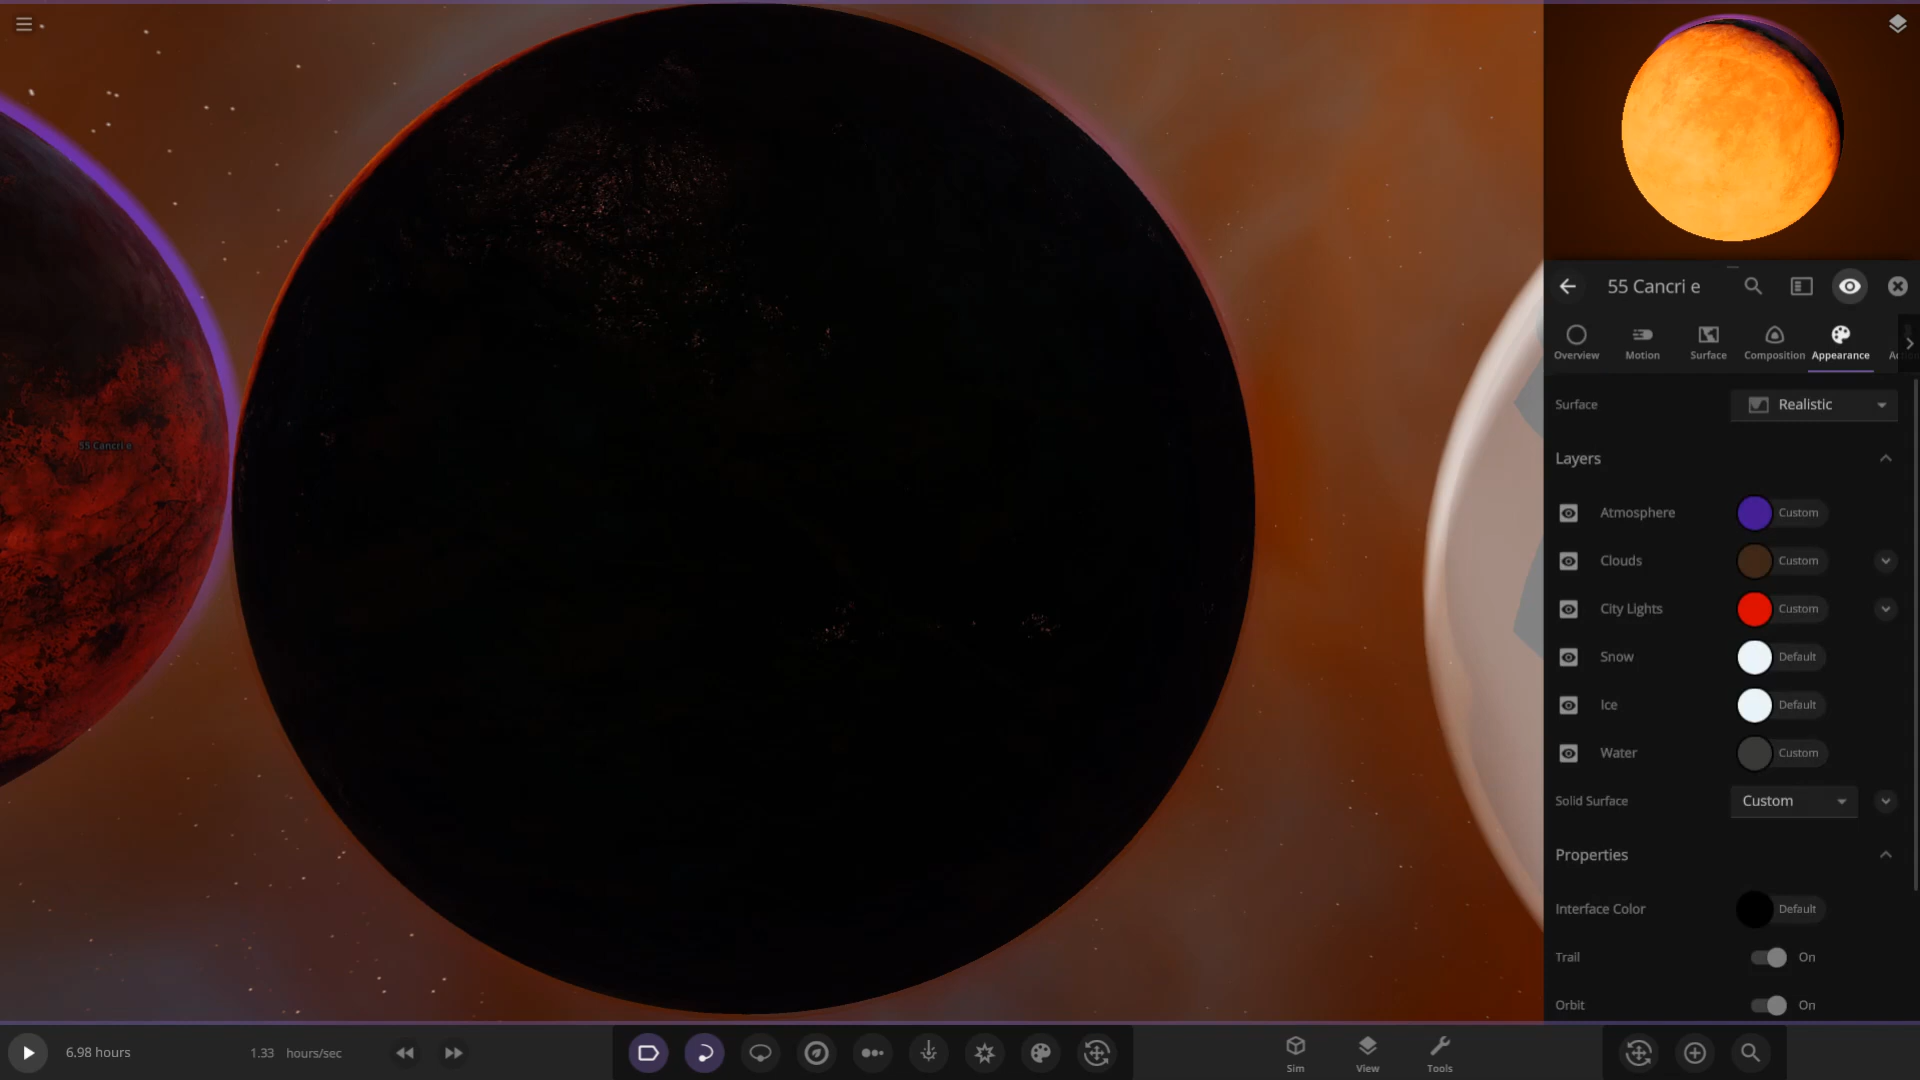 55 Cancri e
55 Cancri e
Overview
Motion
Surface
Composition
Appearance
Surface
Realistic
Layers
Atmosphere
Custom
Clouds
Custom
City Lights
Custom
Snow
Default
Ice
Default
Water
Custom
Solid Surface
Custom
Properties
Interface Color
Default
Trail
On
Orbit
On
6.98 hours
1.33 hours/sec
Sim
View
Tools